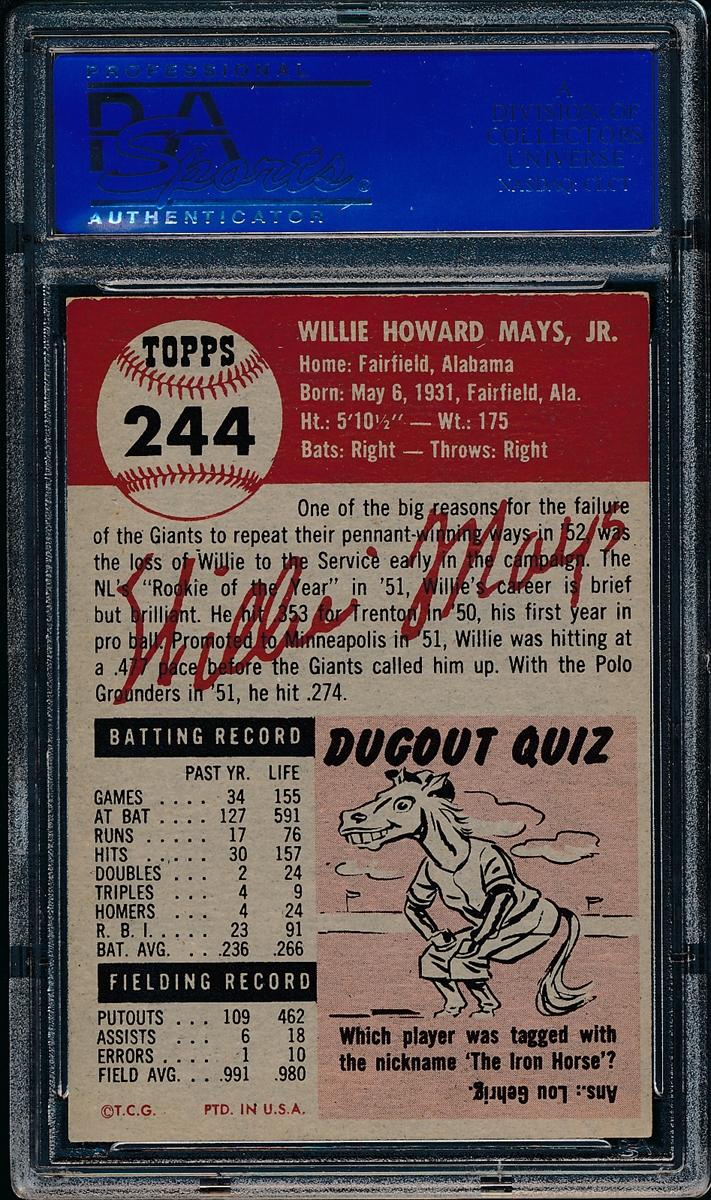 PROFESSIONAL
PSA
Sports®
AUTHENTICATOR
A
DIVISION OF
COLLECTORS
UNIVERSE
NASDAQ: CLCT
TOPPS
244
WILLIE HOWARD MAYS, JR.
Home: Fairfield, Alabama
Born: May 6, 1931, Fairfield, Ala.
Ht.: 5'10½" — Wt.: 175
Bats: Right — Throws: Right
One of the big reasons for the failure
of the Giants to repeat their pennant-winning ways in '52, was
the loss of Willie to the Service early in the campaign. The
NL's "Rookie of the Year" in '51, Willie's career is brief
but brilliant. He hit .353 for Trenton in '50, his first year in
pro ball. Promoted to Minneapolis in '51, Willie was hitting at
a .477 pace before the Giants called him up. With the Polo
Grounders in '51, he hit .274.
Willie Mays
BATTING RECORD
PAST YR. LIFE
GAMES . . . . 34 155
AT BAT . . . . 127 591
RUNS . . . . 17 76
HITS . . . . . 30 157
DOUBLES . . . 2 24
TRIPLES . . . 4 9
HOMERS . . . 4 24
R. B. I. . . . . 23 91
BAT. AVG. . . . .236 .266
FIELDING RECORD
PUTOUTS . . . 109 462
ASSISTS . . . 6 18
ERRORS . . . . 1 10
FIELD AVG. . . .991 .980
©T.C.G. PTD. IN U.S.A.
DUGOUT QUIZ
Which player was tagged with
the nickname 'The Iron Horse'?
Ans.: Lou Gehrig.